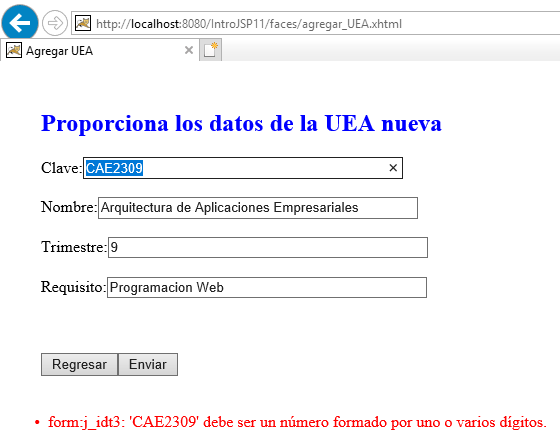 http://localhost:8080/IntroJSP11/faces/agregar_UEA.xhtml
Agregar UEA
Proporciona los datos de la UEA nueva
Clave: CAE2309
Nombre: Arquitectura de Aplicaciones Empresariales
Trimestre: 9
Requisito: Programacion Web
Regresar Enviar
• form:j_idt3: 'CAE2309' debe ser un número formado por uno o varios dígitos.